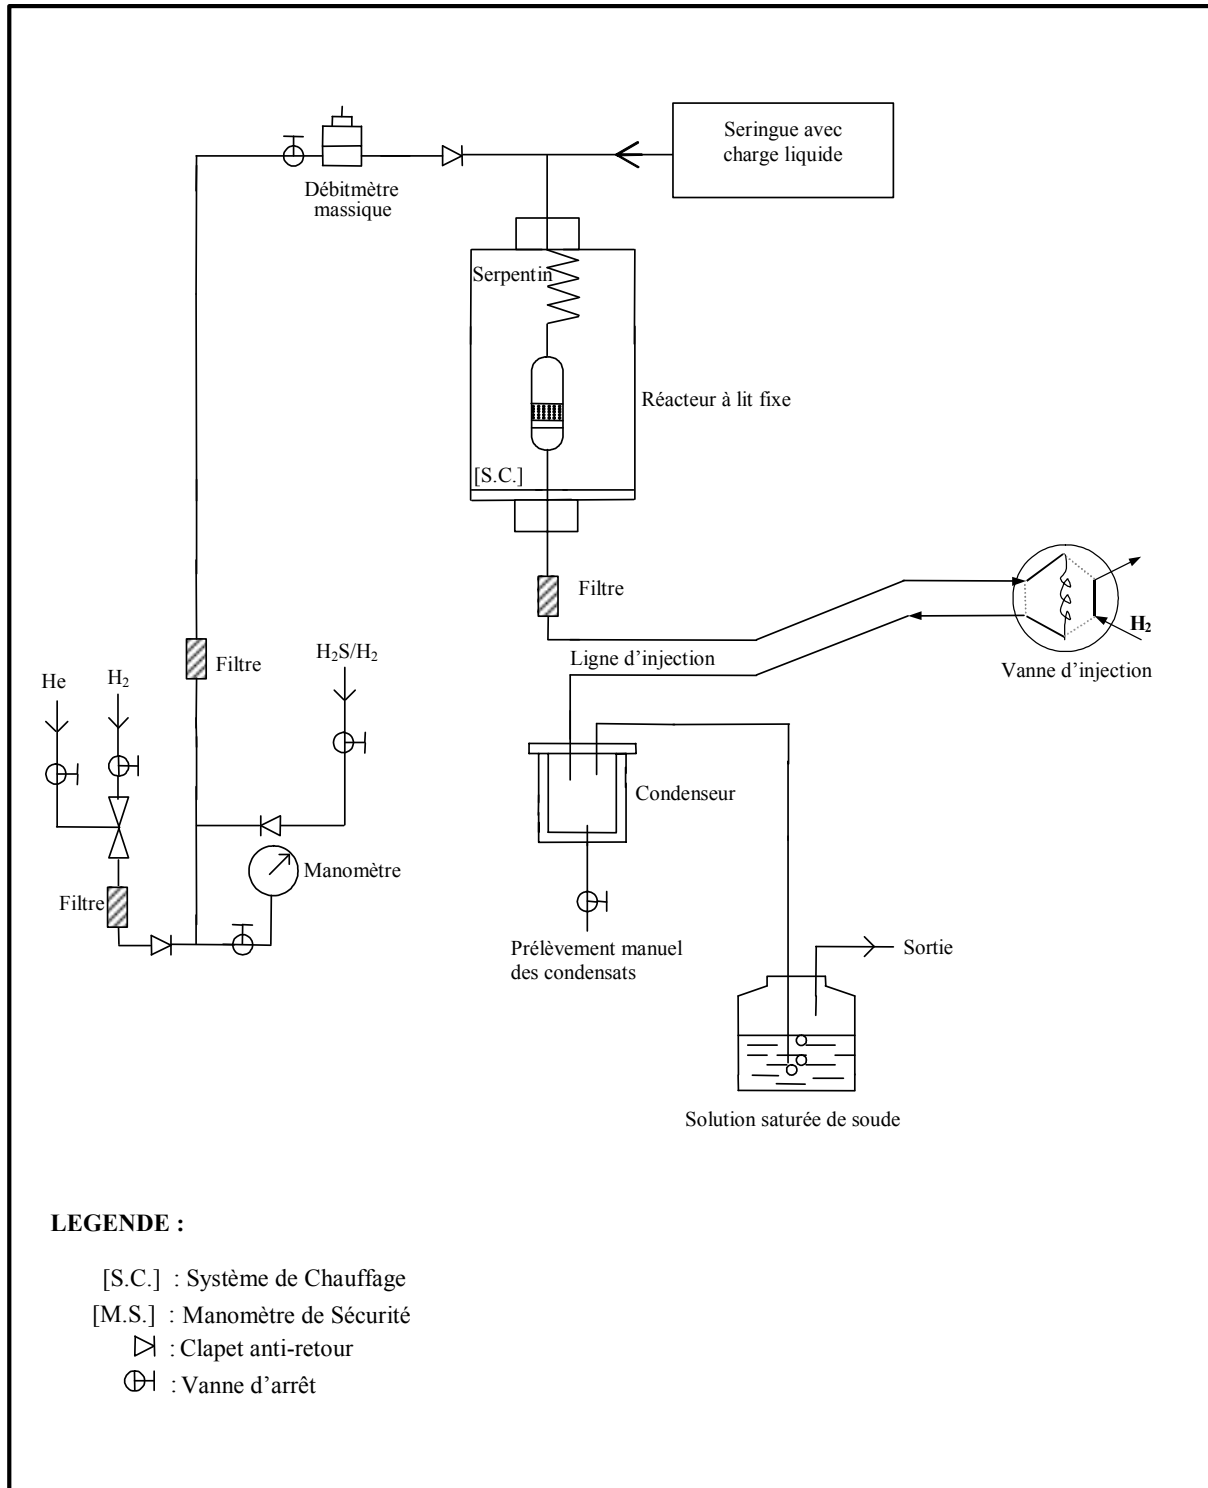 Seringue avec
charge liquide
Débitmètre
massique
Serpentin
Réacteur à lit fixe
[S.C.]
Filtre
H₂
Ligne d'injection
Vanne d'injection
Filtre
H₂S/H₂
He
H₂
Condenseur
Manomètre
Filtre
Prélèvement manuel
des condensats
Sortie
Solution saturée de soude
LEGENDE :
[S.C.] : Système de Chauffage
[M.S.] : Manomètre de Sécurité
: Clapet anti-retour
: Vanne d'arrêt